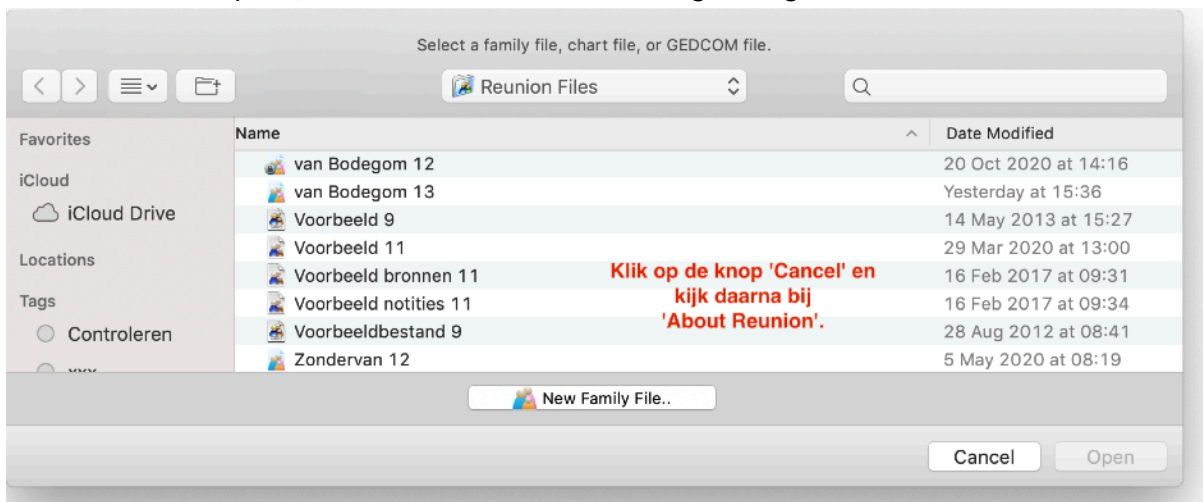 Select a family file, chart file, or GEDCOM file.
Reunion Files
Favorites
iCloud
iCloud Drive
Locations
Tags
Controleren
Name Date Modified
van Bodegom 12 20 Oct 2020 at 14:16
van Bodegom 13 Yesterday at 15:36
Voorbeeld 9 14 May 2013 at 15:27
Voorbeeld 11 29 Mar 2020 at 13:00
Voorbeeld bronnen 11 16 Feb 2017 at 09:31
Voorbeeld notities 11 16 Feb 2017 at 09:34
Voorbeeldbestand 9 28 Aug 2012 at 08:41
Zondervan 12 5 May 2020 at 08:19
Klik op de knop 'Cancel' en
kijk daarna bij
'About Reunion'.
New Family File..
Cancel Open